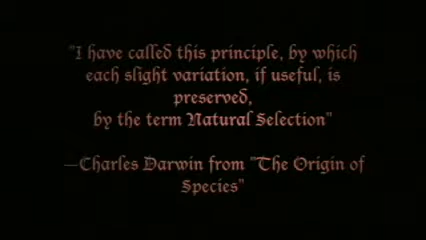 "I have called this principle, by which
each slight variation, if useful, is
preserved,
by the term Natural Selection"
—Charles Darwin from "The Origin of
Species"